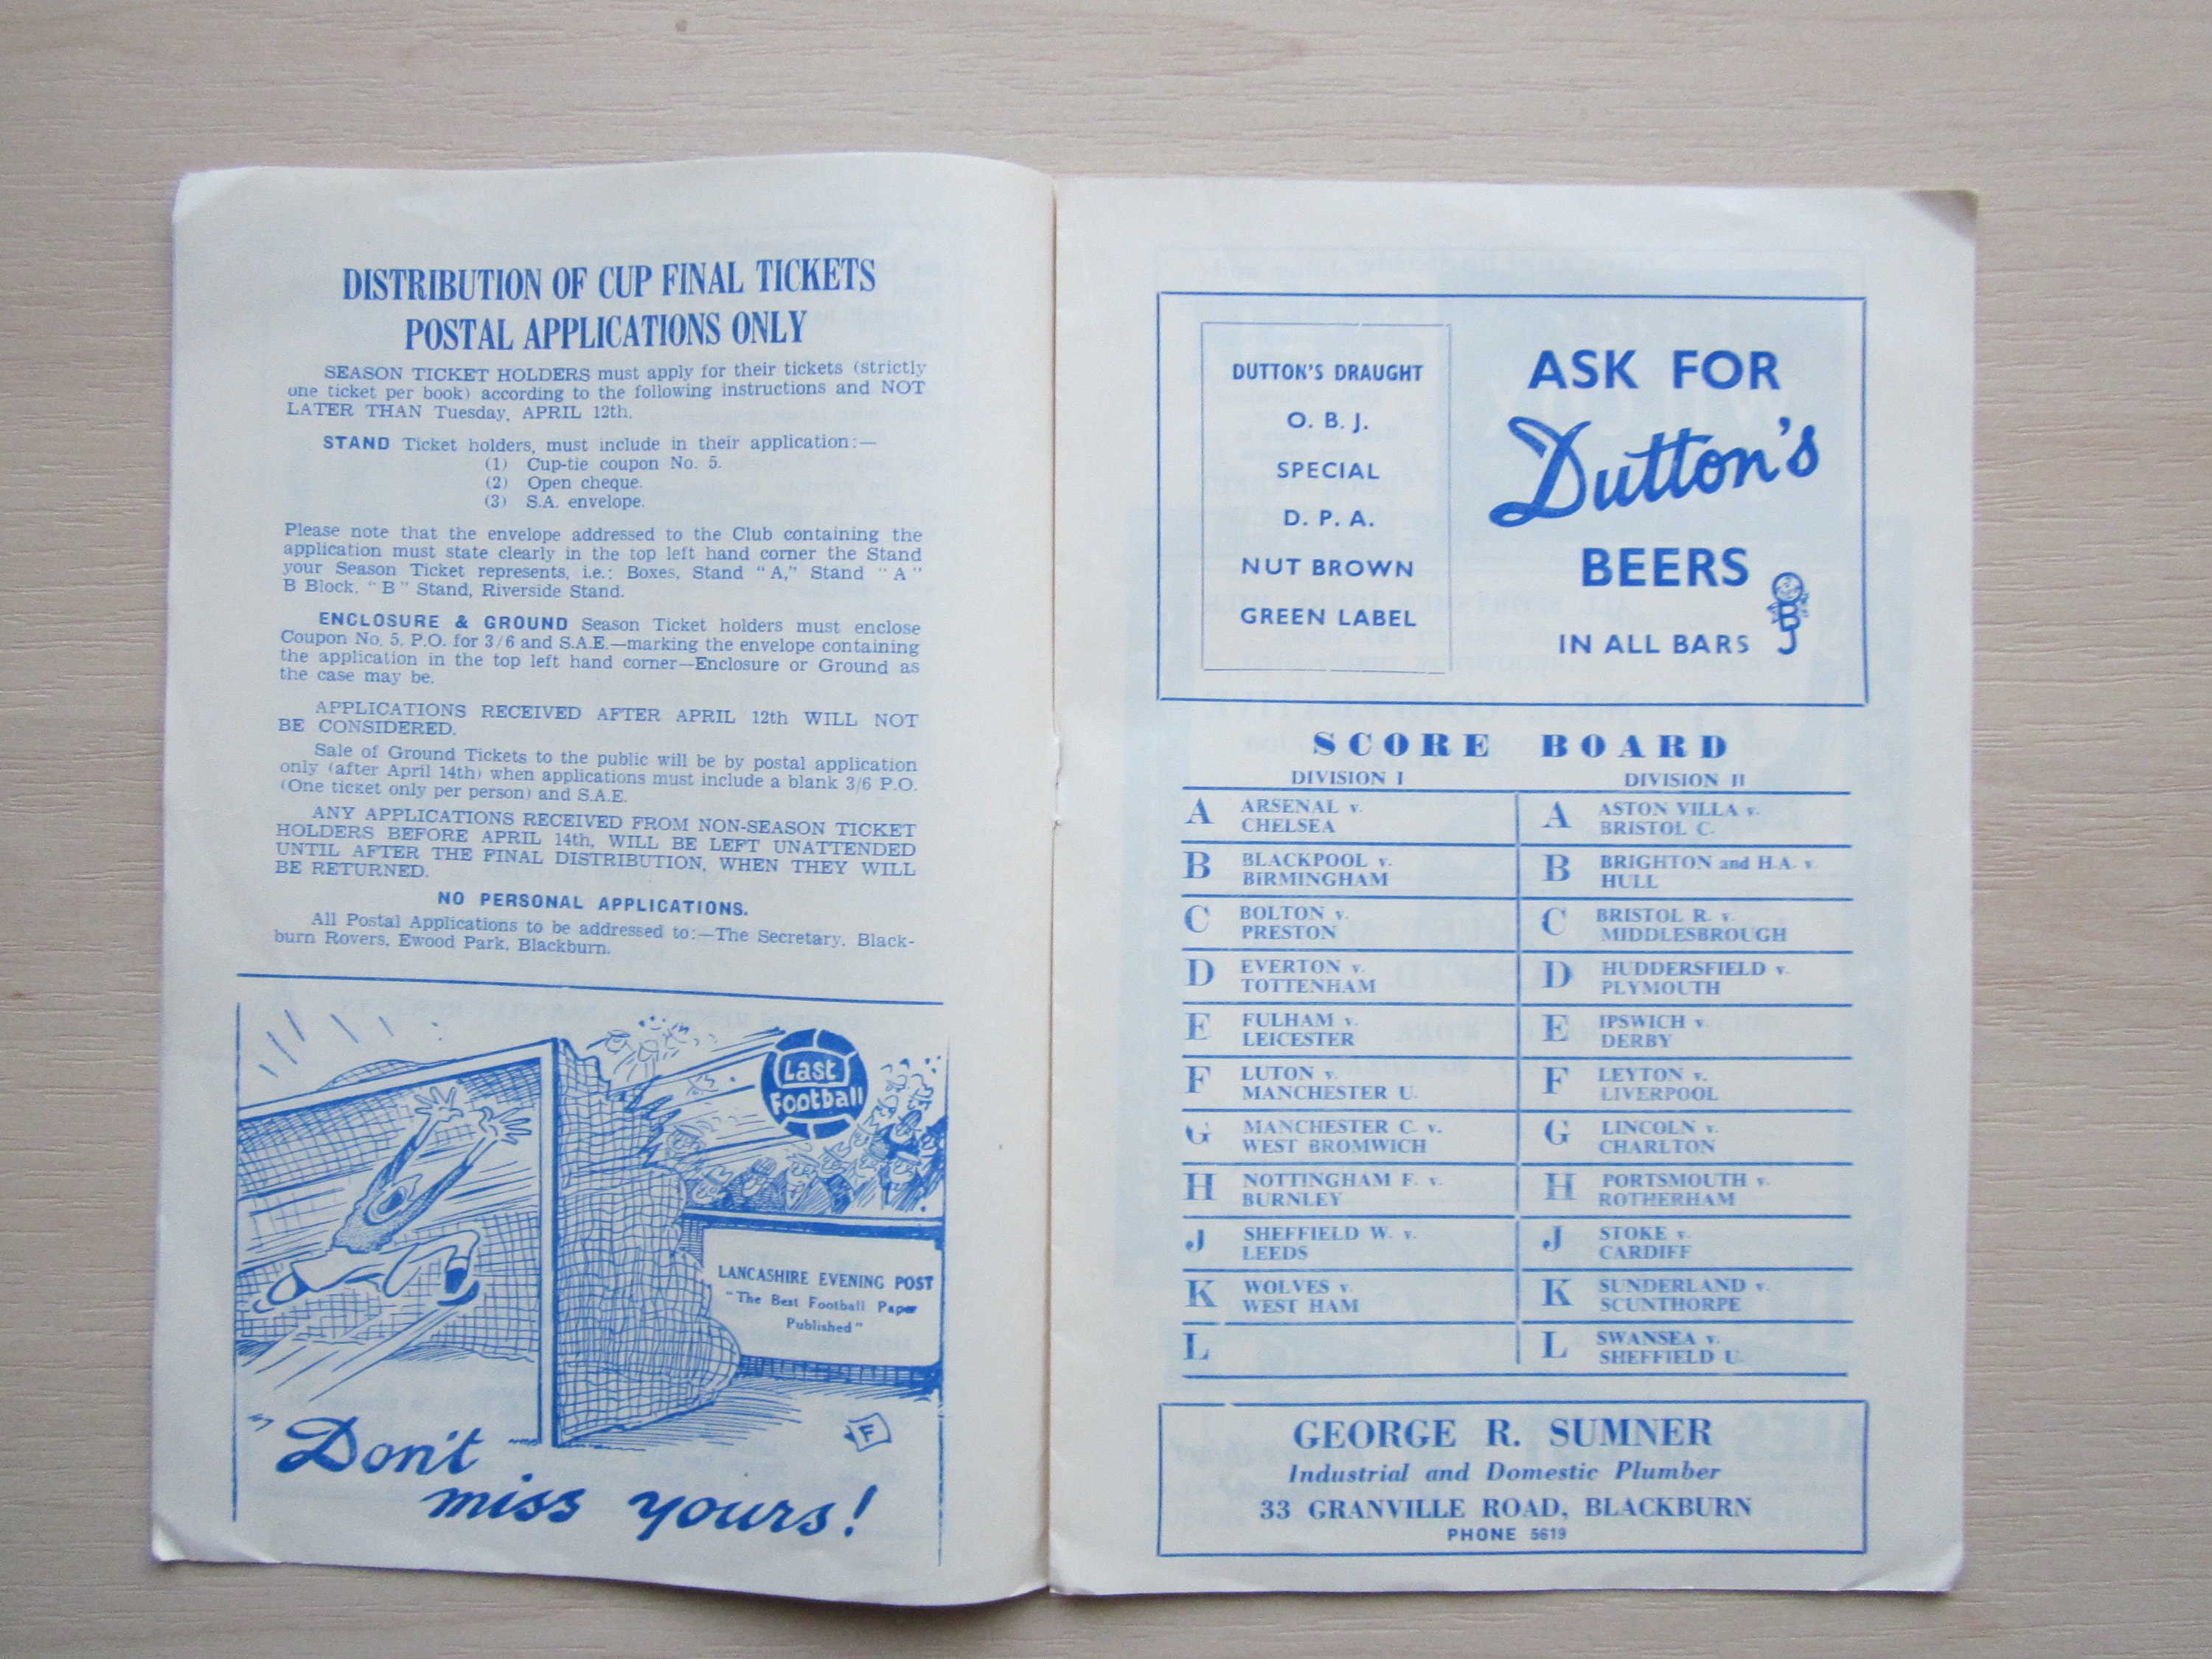 DISTRIBUTION OF CUP FINAL TICKETS
POSTAL APPLICATIONS ONLY
SEASON TICKET HOLDERS must apply for their tickets (strictly
one ticket per book) according to the following instructions and NOT
LATER THAN Tuesday, APRIL 12th.
STAND Ticket holders, must include in their application:—
(1) Cup-tie coupon No. 5.
(2) Open cheque.
(3) S.A. envelope.
Please note that the envelope addressed to the Club containing the
application must state clearly in the top left hand corner the Stand
your Season Ticket represents, i.e.: Boxes, Stand "A," Stand "A"
B Block, "B" Stand, Riverside Stand.
ENCLOSURE & GROUND Season Ticket holders must enclose
Coupon No. 5, P.O. for 3/6 and S.A.E.—marking the envelope containing
the application in the top left hand corner—Enclosure or Ground as
the case may be.
APPLICATIONS RECEIVED AFTER APRIL 12th WILL NOT
BE CONSIDERED.
Sale of Ground Tickets to the public will be by postal application
only (after April 14th) when applications must include a blank 3/6 P.O.
(One ticket only per person) and S.A.E.
ANY APPLICATIONS RECEIVED FROM NON-SEASON TICKET
HOLDERS BEFORE APRIL 14th, WILL BE LEFT UNATTENDED
UNTIL AFTER THE FINAL DISTRIBUTION, WHEN THEY WILL
BE RETURNED.
NO PERSONAL APPLICATIONS.
All Postal Applications to be addressed to:—The Secretary, Black-
burn Rovers, Ewood Park, Blackburn.
Last
Football
LANCASHIRE EVENING POST
"The Best Football Paper
Published"
F
Don't
miss yours!
DUTTON'S DRAUGHT
O. B. J.
SPECIAL
D. P. A.
NUT BROWN
GREEN LABEL
ASK FOR
Dutton's
BEERS
IN ALL BARS
OBJ
SCORE BOARD
DIVISION I DIVISION II
A ARSENAL v. A ASTON VILLA v.
CHELSEA BRISTOL C.
B BLACKPOOL v. B BRIGHTON and H.A. v.
BIRMINGHAM HULL
C BOLTON v. C BRISTOL R. v.
PRESTON MIDDLESBROUGH
D EVERTON v. D HUDDERSFIELD v.
TOTTENHAM PLYMOUTH
E FULHAM v. E IPSWICH v.
LEICESTER DERBY
F LUTON v. F LEYTON v.
MANCHESTER U. LIVERPOOL
G MANCHESTER C. v. G LINCOLN v.
WEST BROMWICH CHARLTON
H NOTTINGHAM F. v. H PORTSMOUTH v.
BURNLEY ROTHERHAM
J SHEFFIELD W. v. J STOKE v.
LEEDS CARDIFF
K WOLVES v. K SUNDERLAND v.
WEST HAM SCUNTHORPE
L L SWANSEA v.
SHEFFIELD U.
GEORGE R. SUMNER
Industrial and Domestic Plumber
33 GRANVILLE ROAD, BLACKBURN
PHONE 5619